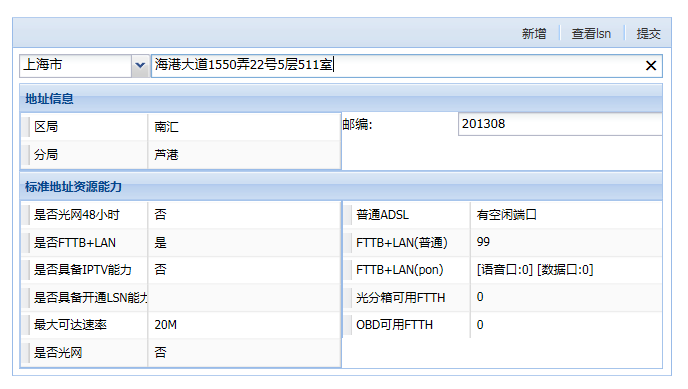 新增 查看lsn 提交
上海市 海港大道1550弄22号5层511室
地址信息
区局 南汇 邮编: 201308
分局 芦港
标准地址资源能力
是否光网48小时 否 普通ADSL 有空闲端口
是否FTTB+LAN 是 FTTB+LAN(普通) 99
是否具备IPTV能力 否 FTTB+LAN(pon) [语音口:0] [数据口:0]
是否具备开通LSN能力 光分箱可用FTTH 0
最大可达速率 20M OBD可用FTTH 0
是否光网 否